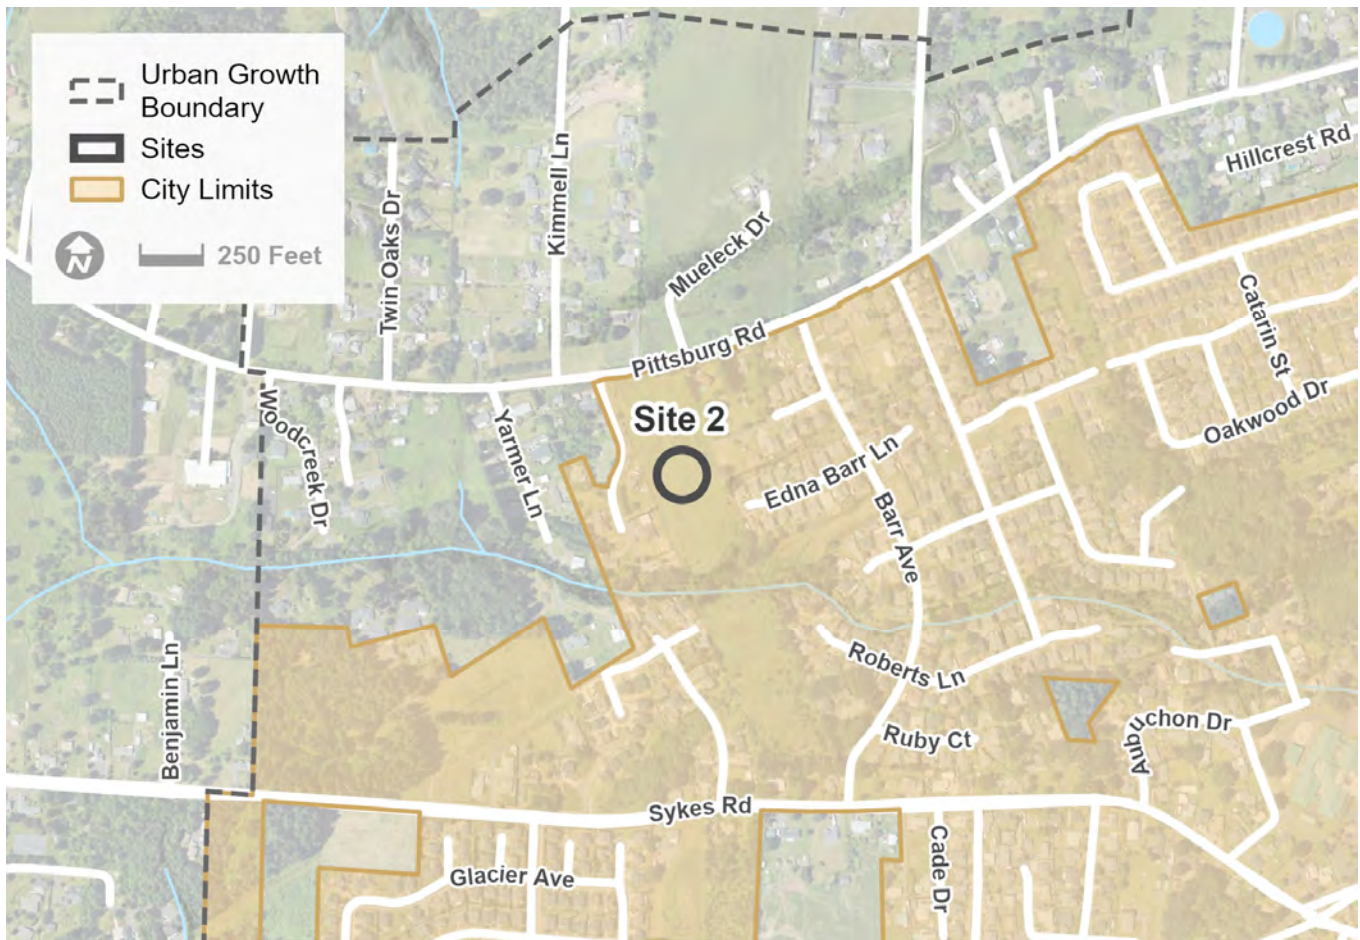 Urban Growth
Boundary
Sites
City Limits
N
250 Feet
Hillcrest Rd
Kimmell Ln
Twin Oaks Dr
Mueleck Dr
Catarin St
Pittsburg Rd
Oakwood Dr
Woodcreek Dr
Yarmer Ln
Site 2
Edna Barr Ln
Barr Ave
Benjamin Ln
Roberts Ln
Ruby Ct
Aubuchon Dr
Sykes Rd
Glacier Ave
Cade Dr